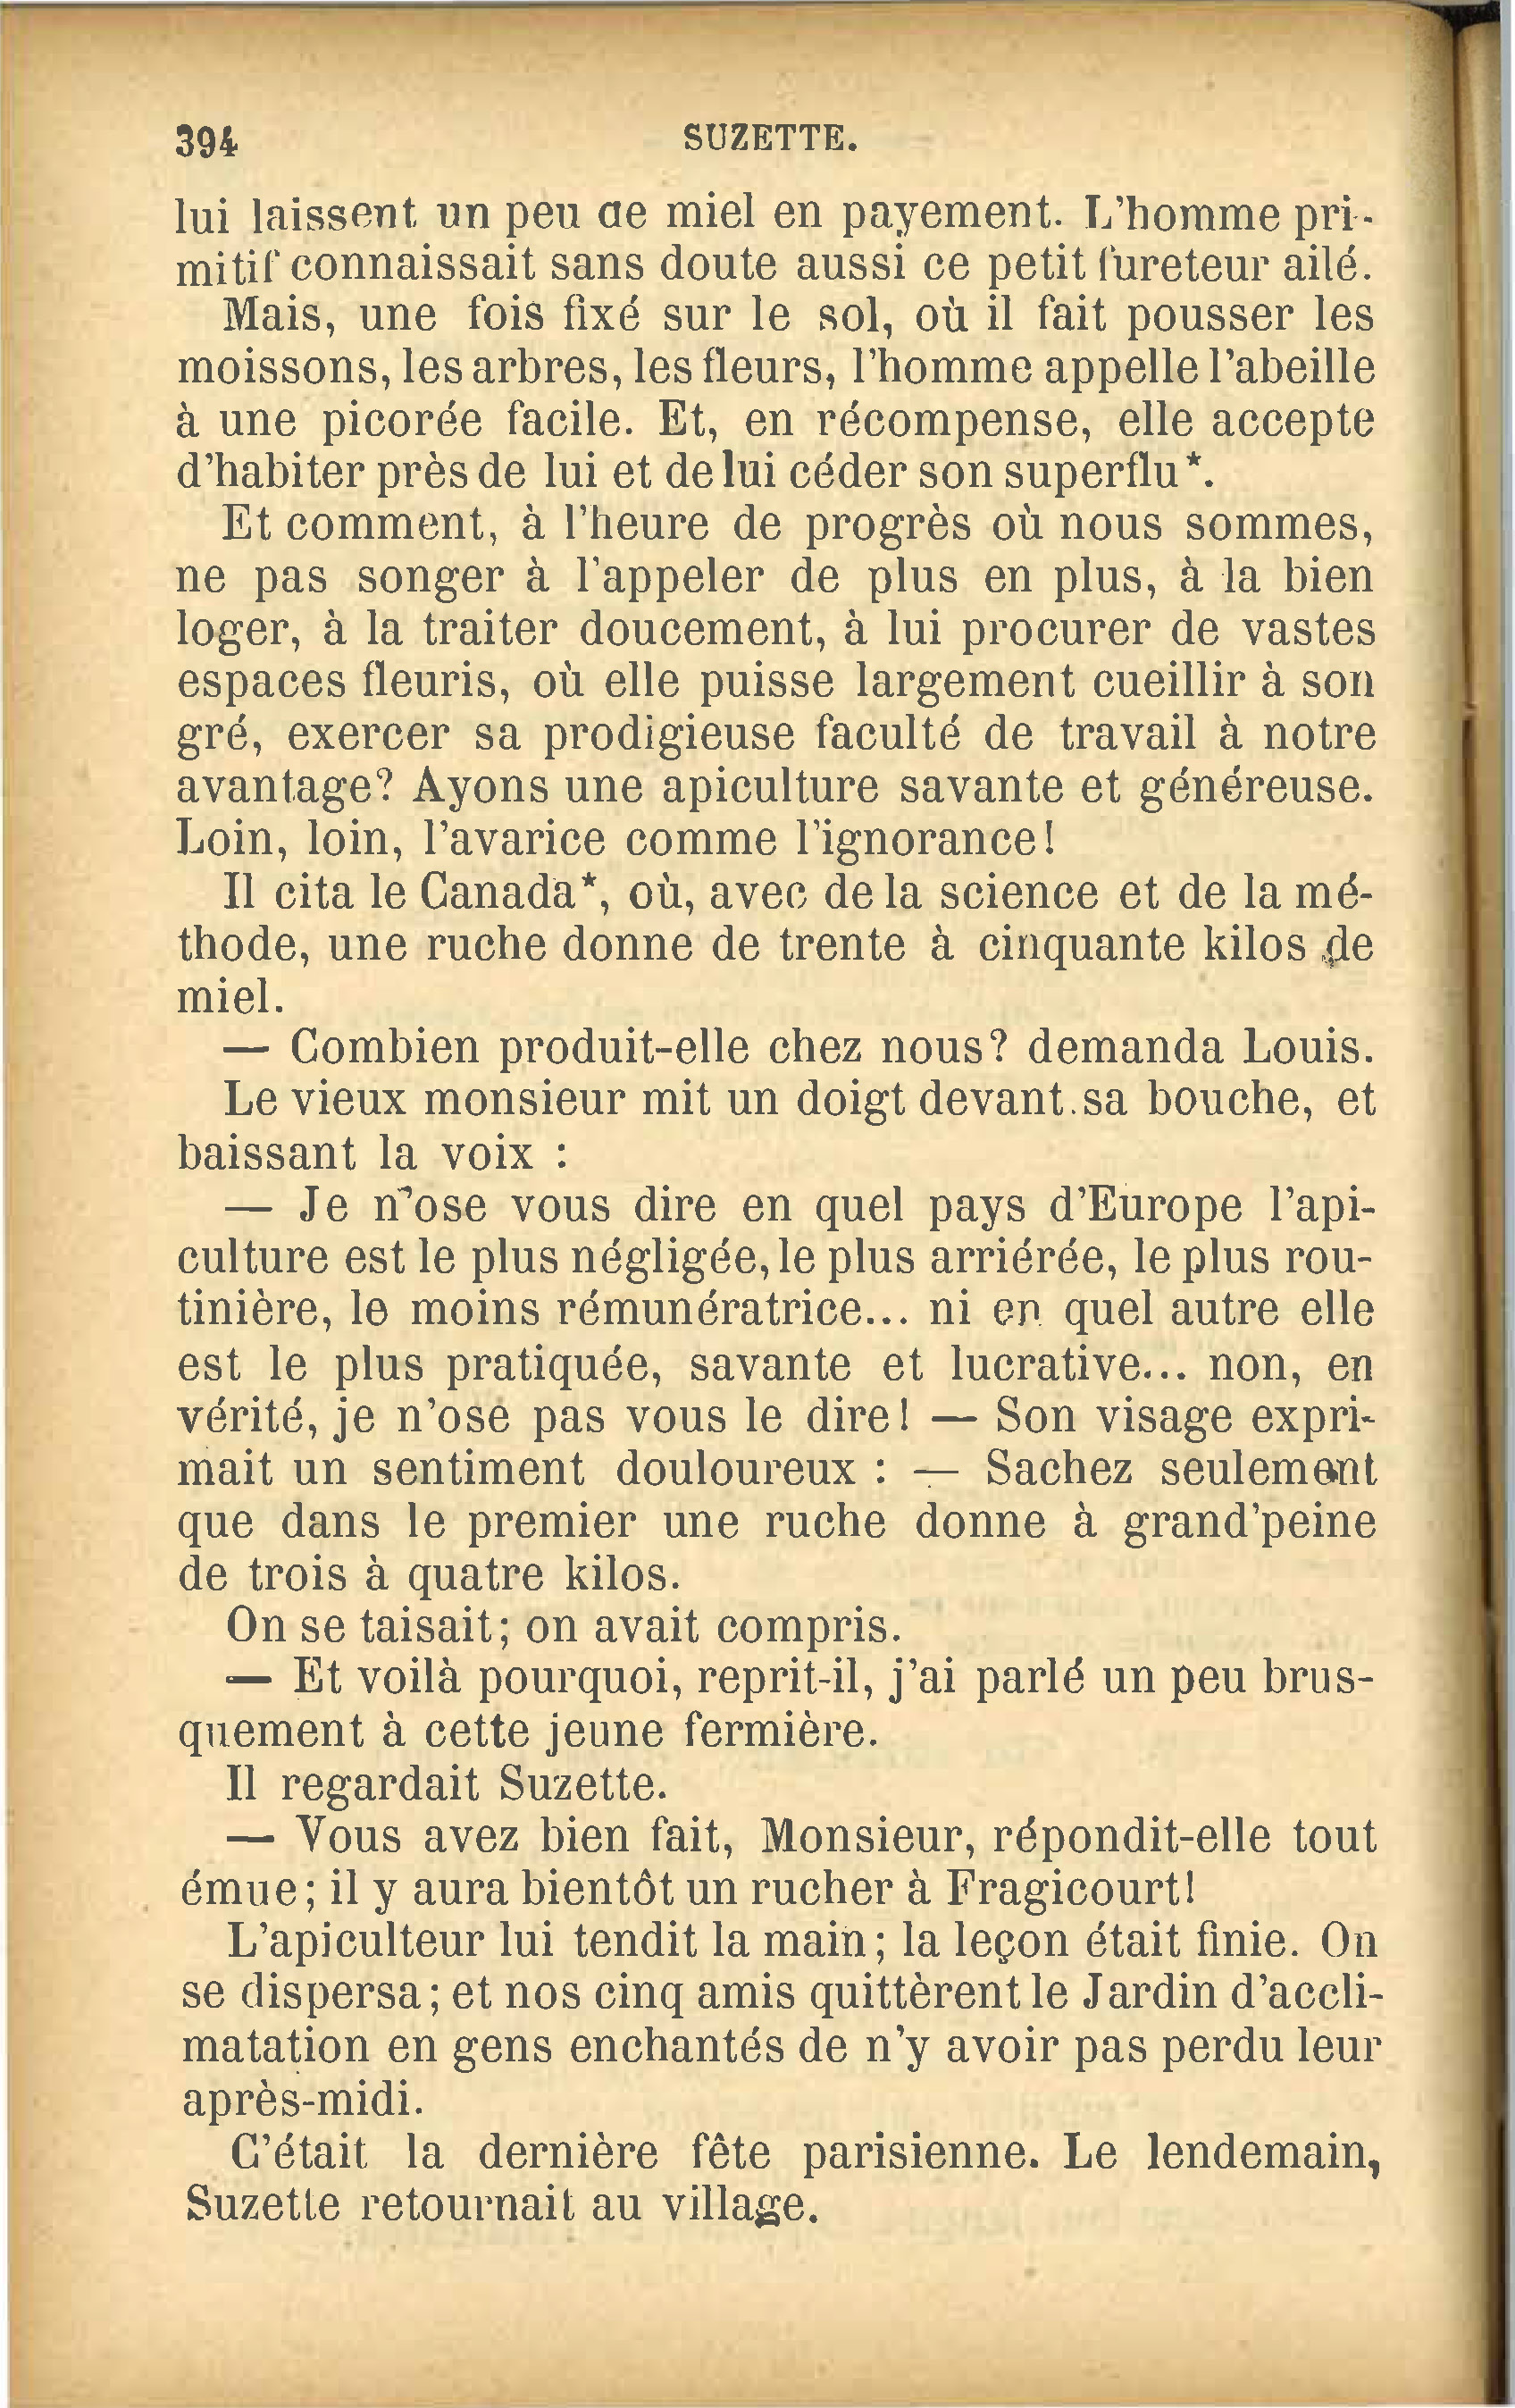 394
SUZETTE.
lui laissent un peu de miel en payement. L'homme pri-
mitif connaissait sans doute aussi ce petit fureteur ailé.
Mais, une fois fixé sur le sol, où il fait pousser les
moissons, les arbres, les fleurs, l'homme appelle l'abeille
à une picorée facile. Et, en récompense, elle accepte
d'habiter près de lui et de lui céder son superflu*.
Et comment, à l'heure de progrès où nous sommes,
ne pas songer à l'appeler de plus en plus, à la bien
loger, à la traiter doucement, à lui procurer de vastes
espaces fleuris, où elle puisse largement cueillir à son
gré, exercer sa prodigieuse faculté de travail à notre
avantage? Ayons une apiculture savante et généreuse.
Loin, loin, l'avarice comme l'ignorance!
Il cita le Canada*, où, avec de la science et de la mé-
thode, une ruche donne de trente à cinquante kilos de
miel.
— Combien produit-elle chez nous? demanda Louis.
Le vieux monsieur mit un doigt devant sa bouche, et
baissant la voix :
— Je n'ose vous dire en quel pays d'Europe l'api-
culture est le plus négligée, le plus arriérée, le plus rou-
tinière, le moins rémunératrice... ni en quel autre elle
est le plus pratiquée, savante et lucrative... non, en
vérité, je n'ose pas vous le dire! — Son visage expri-
mait un sentiment douloureux : — Sachez seulement
que dans le premier une ruche donne à grand'peine
de trois à quatre kilos.
On se taisait; on avait compris.
— Et voilà pourquoi, reprit-il, j'ai parlé un peu brus-
quement à cette jeune fermière.
Il regardait Suzette.
— Vous avez bien fait, Monsieur, répondit-elle tout
émue; il y aura bientôt un rucher à Fragicourt!
L'apiculteur lui tendit la main; la leçon était finie. On
se dispersa; et nos cinq amis quittèrent le Jardin d'accli-
matation en gens enchantés de n'y avoir pas perdu leur
après-midi.
C'était la dernière fête parisienne. Le lendemain,
Suzette retournait au village.